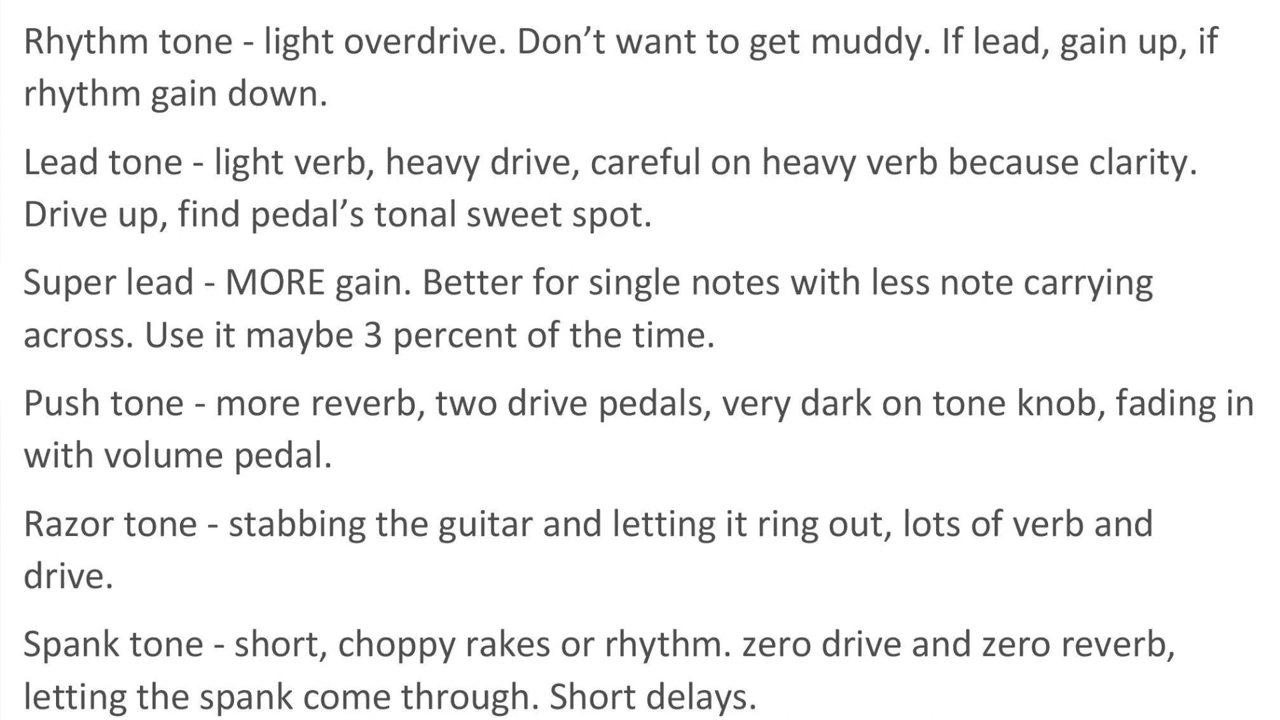 Rhythm tone - light overdrive. Don’t want to get muddy. If lead, gain up, if
rhythm gain down.
Lead tone - light verb, heavy drive, careful on heavy verb because clarity.
Drive up, find pedal’s tonal sweet spot.
Super lead - MORE gain. Better for single notes with less note carrying
across. Use it maybe 3 percent of the time.
Push tone - more reverb, two drive pedals, very dark on tone knob, fading in
with volume pedal.
Razor tone - stabbing the guitar and letting it ring out, lots of verb and
drive.
Spank tone - short, choppy rakes or rhythm. zero drive and zero reverb,
letting the spank come through. Short delays.